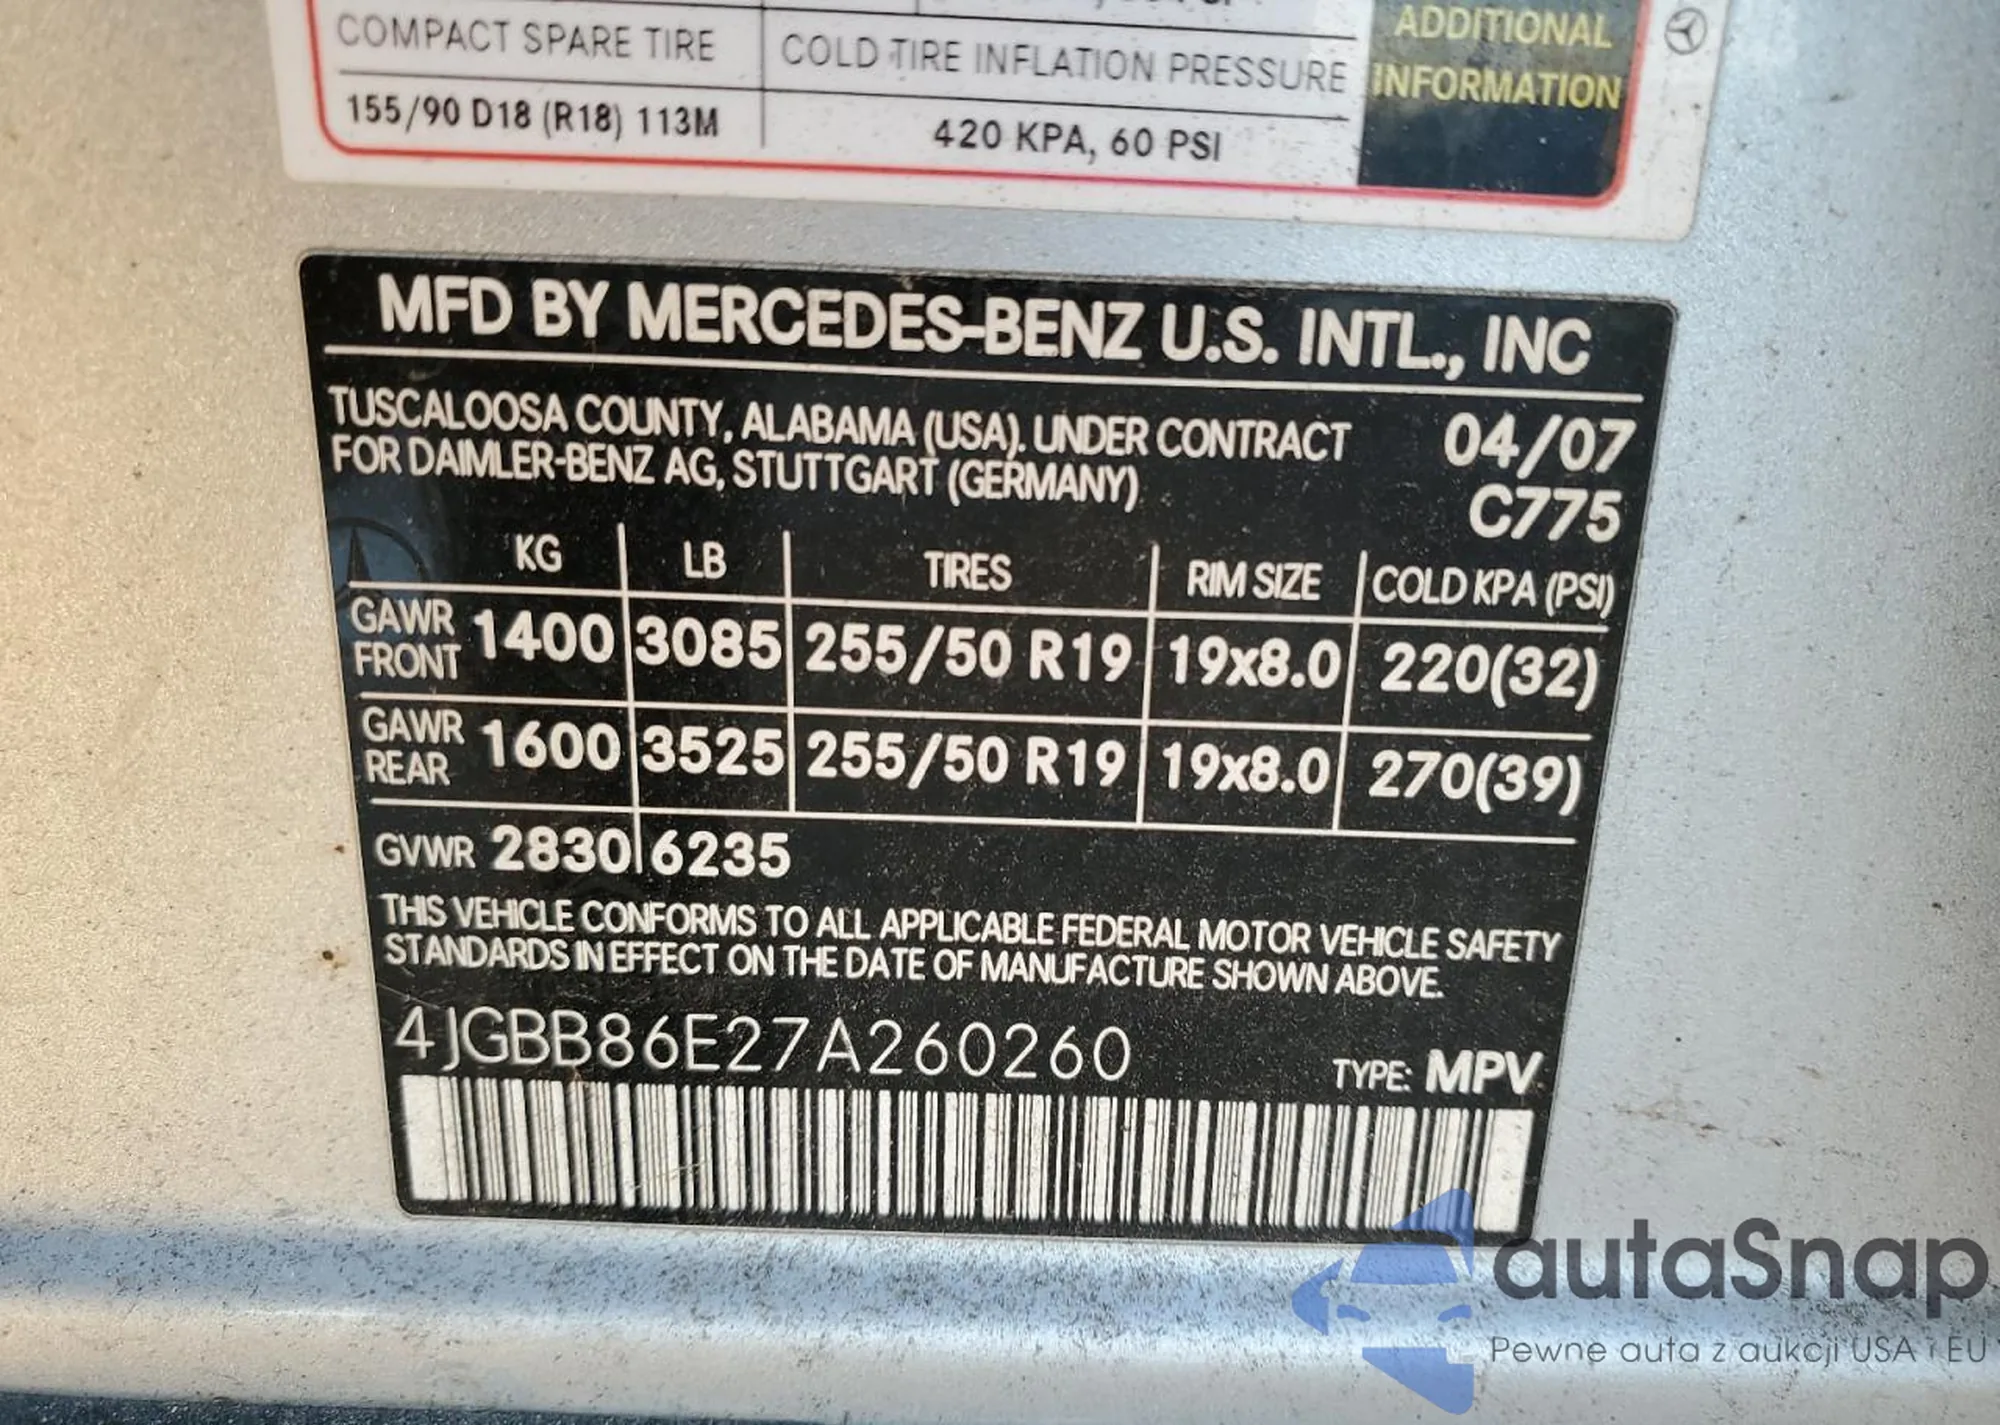 COMPACT SPARE TIRE COLD TIRE INFLATION PRESSURE
155/90 D18 (R18) 113M 420 KPA, 60 PSI
ADDITIONAL
INFORMATION
MFD BY MERCEDES-BENZ U.S. INTL., INC
TUSCALOOSA COUNTY, ALABAMA (USA). UNDER CONTRACT 04/07
FOR DAIMLER-BENZ AG, STUTTGART (GERMANY) C775
KG LB TIRES RIM SIZE COLD KPA (PSI)
GAWR FRONT 1400 3085 255/50 R19 19x8.0 220(32)
GAWR REAR 1600 3525 255/50 R19 19x8.0 270(39)
GVWR 2830 6235
THIS VEHICLE CONFORMS TO ALL APPLICABLE FEDERAL MOTOR VEHICLE SAFETY
STANDARDS IN EFFECT ON THE DATE OF MANUFACTURE SHOWN ABOVE.
4JGBB86E27A260260 TYPE: MPV
autaSnap
Pewne auta z aukcji USA i EU